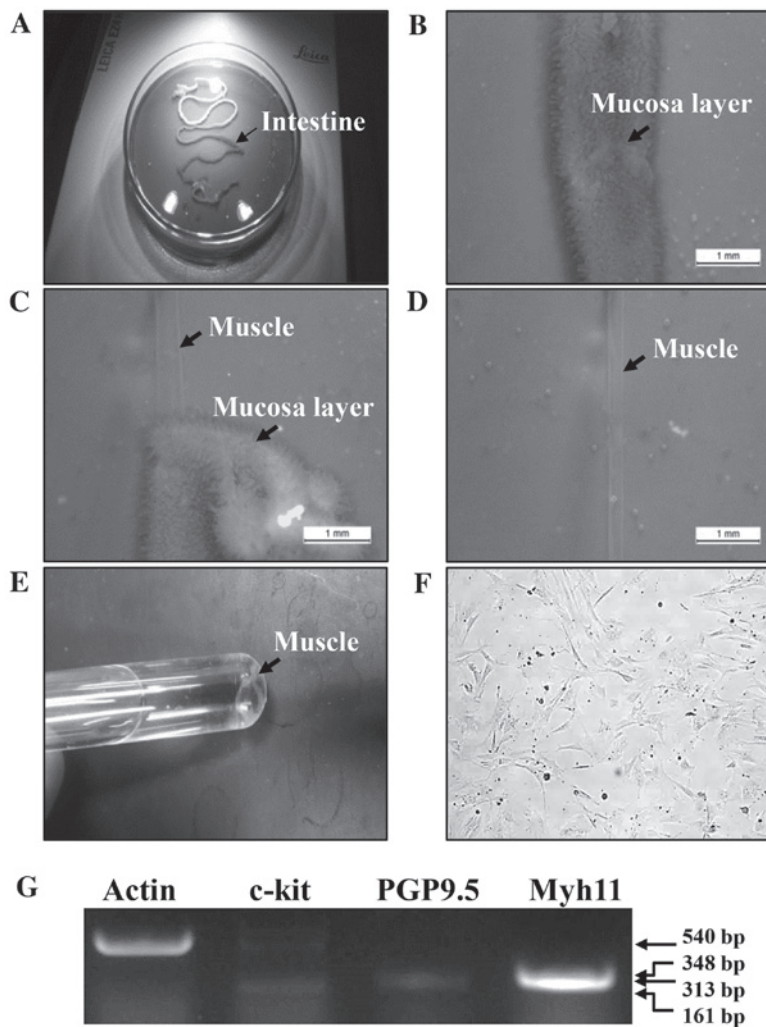 A
LEICA EZ
Leica
Intestine
B
Mucosa layer
1 mm
C
Muscle
Mucosa layer
1 mm
D
Muscle
1 mm
E
Muscle
F
G
Actin c-kit PGP9.5 Myh11
540 bp
348 bp
313 bp
161 bp